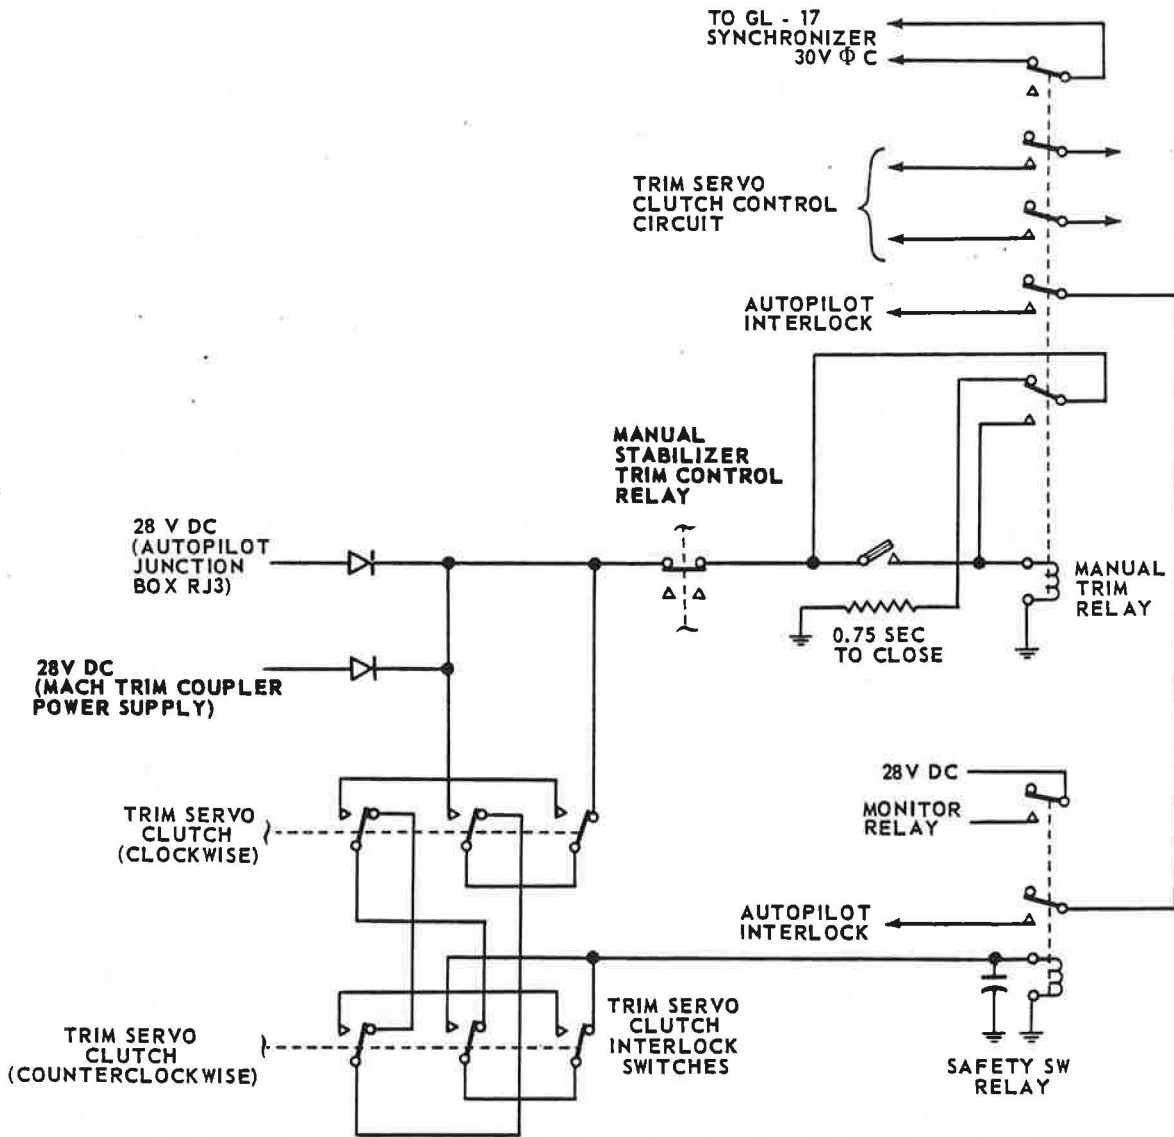 TO GL - 17
SYNCHRONIZER
30V Φ C
TRIM SERVO
CLUTCH CONTROL
CIRCUIT
AUTOPILOT
INTERLOCK
MANUAL
STABILIZER
TRIM CONTROL
RELAY
28 V DC
(AUTOPILOT
JUNCTION
BOX RJ3)
MANUAL
TRIM
RELAY
0.75 SEC
TO CLOSE
28V DC
(MACH TRIM COUPLER
POWER SUPPLY)
28V DC
MONITOR
RELAY
TRIM SERVO
CLUTCH
(CLOCKWISE)
AUTOPILOT
INTERLOCK
TRIM SERVO
CLUTCH
(COUNTERCLOCKWISE)
TRIM SERVO
CLUTCH
INTERLOCK
SWITCHES
SAFETY SW
RELAY